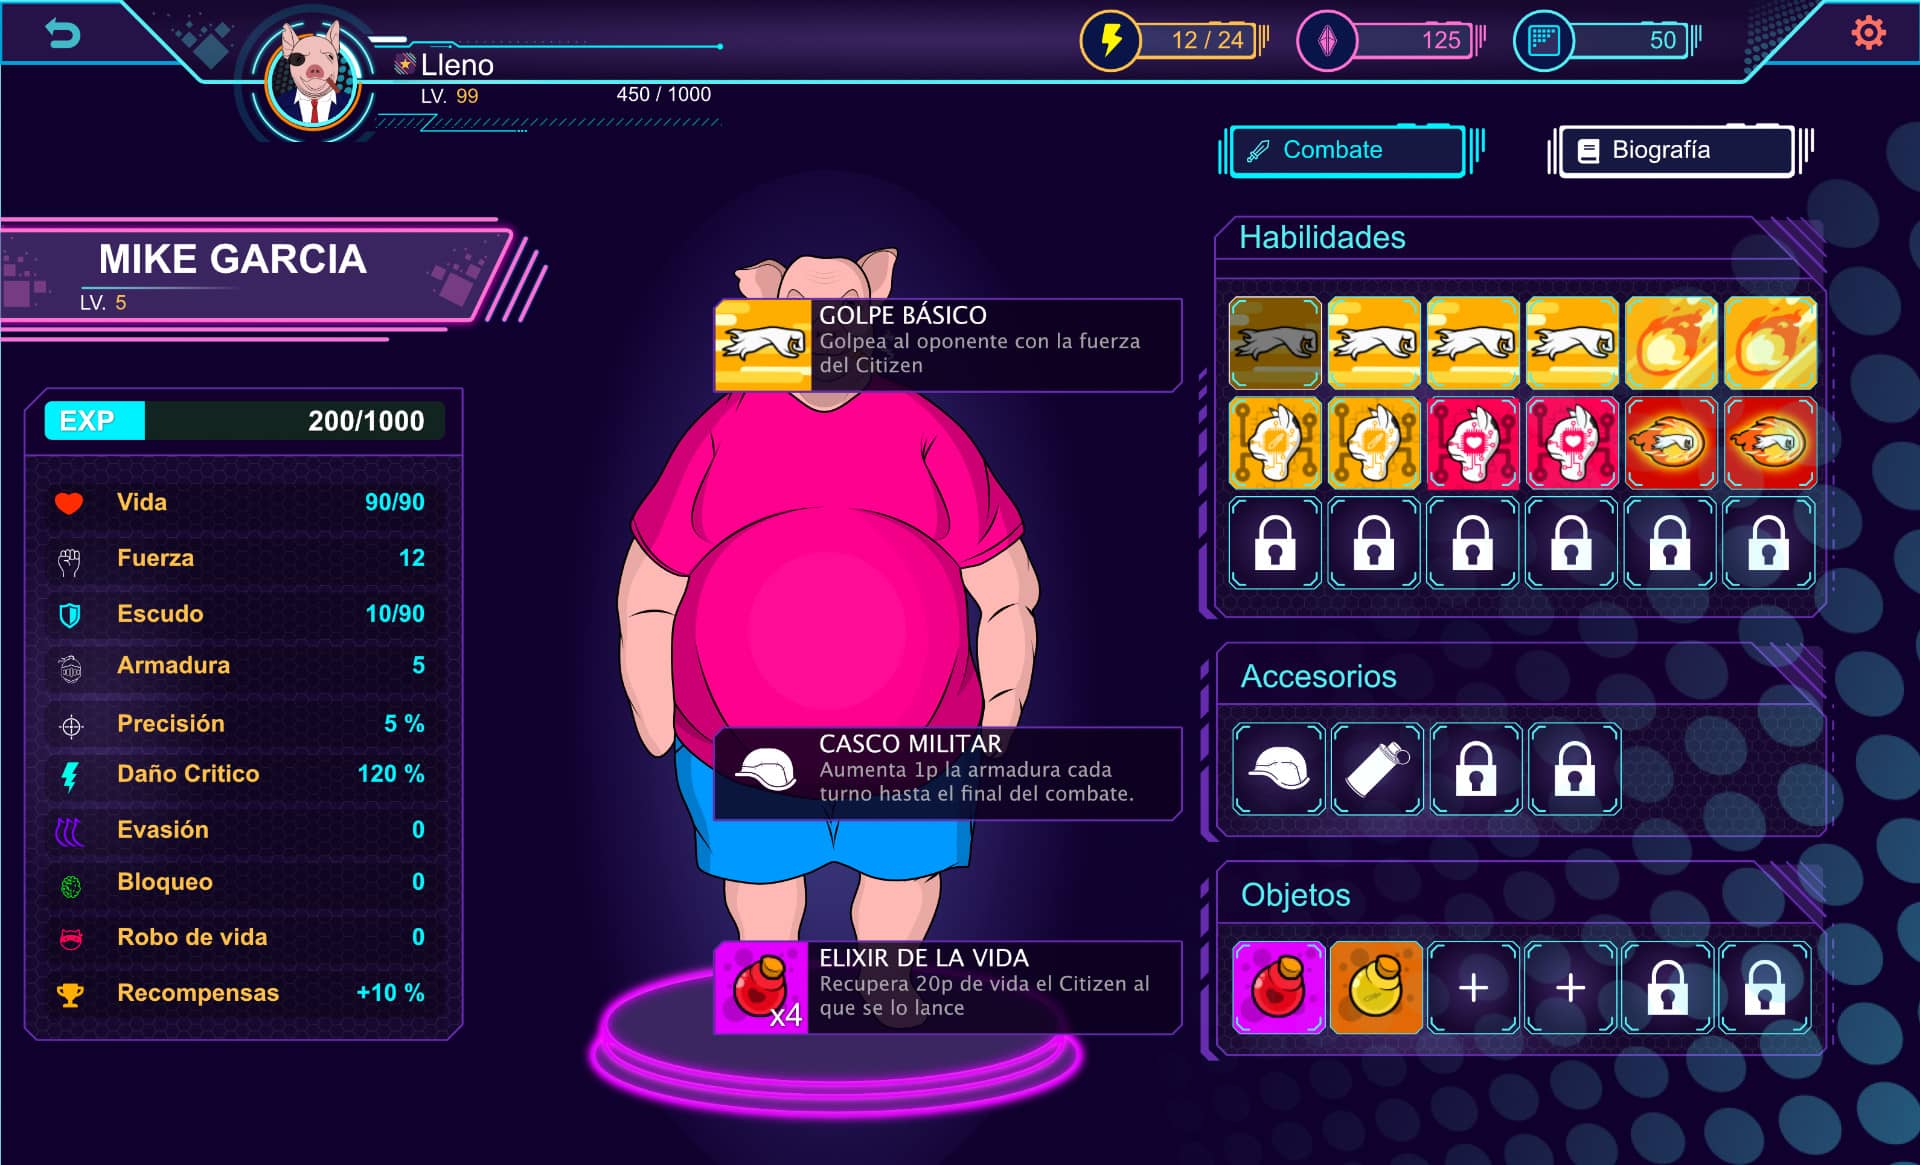 Lleno
LV. 99
450 / 1000
12 / 24
125
50
Combate
Biografía
MIKE GARCIA
LV. 5
EXP 200/1000
Vida 90/90
Fuerza 12
Escudo 10/90
Armadura 5
Precisión 5 %
Daño Critico 120 %
Evasión 0
Bloqueo 0
Robo de vida 0
Recompensas +10 %
GOLPE BÁSICO
Golpea al oponente con la fuerza
del Citizen
CASCO MILITAR
Aumenta 1p la armadura cada
turno hasta el final del combate.
ELIXIR DE LA VIDA
Recupera 20p de vida el Citizen al
que se lo lance
x4
Habilidades
Accesorios
Objetos